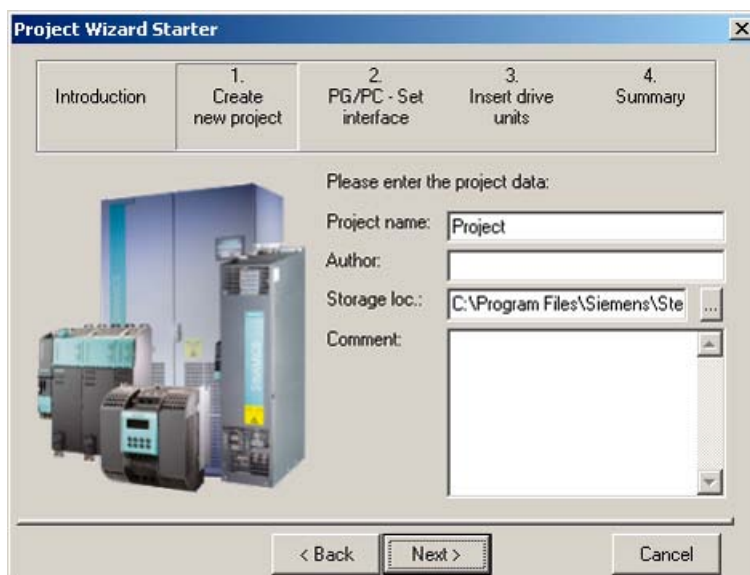 Project Wizard Starter
Introduction
1.
Create
new project
2.
PG/PC - Set
interface
3.
Insert drive
units
4.
Summary
Please enter the project data:
Project name: Project
Author:
Storage loc.: C:\Program Files\Siemens\Ste ...
Comment:
< Back Next > Cancel